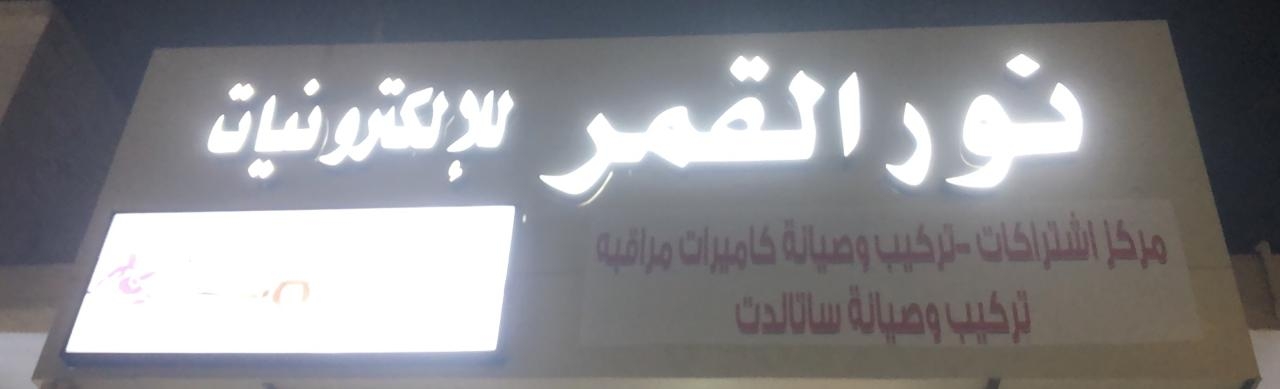 نور القمر للإلكترونيات
مركز اشتراكات - تركيب وصيانة كاميرات مراقبه
تركيب وصيانة ساتالدت